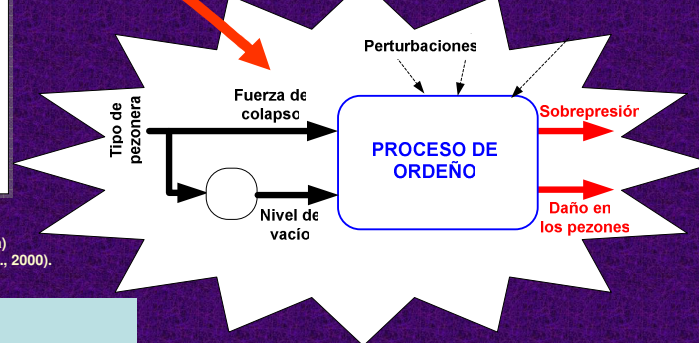 Perturbaciones
Fuerza de
colapso
Tipo de
pezonera
Sobrepresión
PROCESO DE
ORDEÑO
Nivel de
vacío
Daño en
los pezones
)
., 2000).